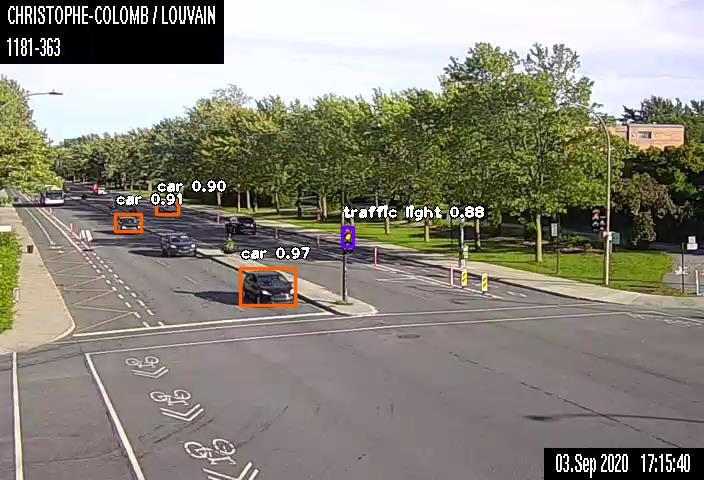 CHRISTOPHE-COLOMB / LOUVAIN
1181-363
car 0.90
car 0.91
traffic light 0.88
car 0.97
03.Sep 2020 17:15:40